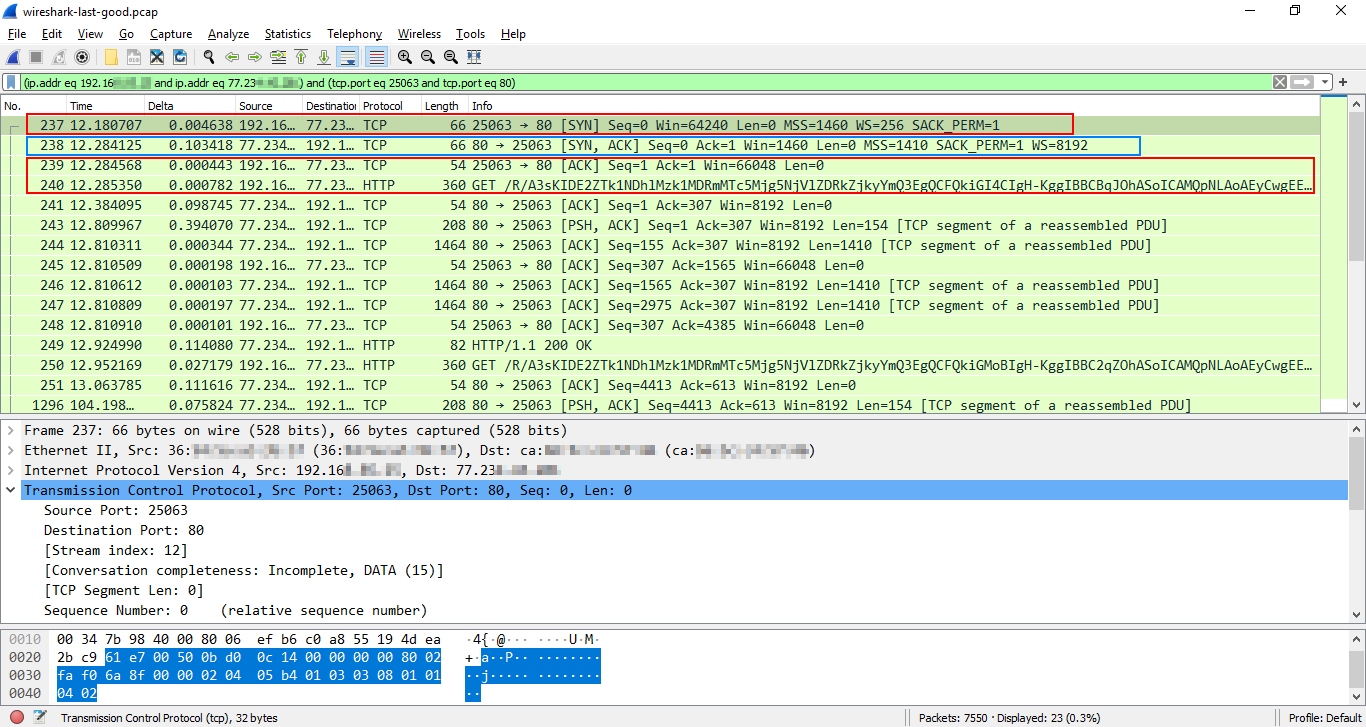 wireshark-last-good.pcap
File Edit View Go Capture Analyze Statistics Telephony Wireless Tools Help
(ip.addr eq 192.16 and ip.addr eq 77.23 ) and (tcp.port eq 25063 and tcp.port eq 80)
No. Time Delta Source Destination Protocol Length Info
237 12.180707 0.004638 192.16… 77.23… TCP 66 25063 → 80 [SYN] Seq=0 Win=64240 Len=0 MSS=1460 WS=256 SACK_PERM=1
238 12.284125 0.103418 77.234… 192.1… TCP 66 80 → 25063 [SYN, ACK] Seq=0 Ack=1 Win=1460 Len=0 MSS=1410 SACK_PERM=1 WS=8192
239 12.284568 0.000443 192.16… 77.23… TCP 54 25063 → 80 [ACK] Seq=1 Ack=1 Win=66048 Len=0
240 12.285350 0.000782 192.16… 77.23… HTTP 360 GET /R/A3sKIDE2ZTk1NDhlMzk1MDRmMTc5Mjg5NjVlZDRkZjkyYmQ3EgQCFQkiGI4CIgH-KggIBBCBqJOhASoICAMQpNLAoAEyCwgEE…
241 12.384095 0.098745 77.234… 192.1… TCP 54 80 → 25063 [ACK] Seq=1 Ack=307 Win=8192 Len=0
243 12.809967 0.394070 77.234… 192.1… TCP 208 80 → 25063 [PSH, ACK] Seq=1 Ack=307 Win=8192 Len=154 [TCP segment of a reassembled PDU]
244 12.810311 0.000344 77.234… 192.1… TCP 1464 80 → 25063 [ACK] Seq=155 Ack=307 Win=8192 Len=1410 [TCP segment of a reassembled PDU]
245 12.810509 0.000198 192.16… 77.23… TCP 54 25063 → 80 [ACK] Seq=307 Ack=1565 Win=66048 Len=0
246 12.810612 0.000103 77.234… 192.1… TCP 1464 80 → 25063 [ACK] Seq=1565 Ack=307 Win=8192 Len=1410 [TCP segment of a reassembled PDU]
247 12.810809 0.000197 77.234… 192.1… TCP 1464 80 → 25063 [ACK] Seq=2975 Ack=307 Win=8192 Len=1410 [TCP segment of a reassembled PDU]
248 12.810910 0.000101 192.16… 77.23… TCP 54 25063 → 80 [ACK] Seq=307 Ack=4385 Win=66048 Len=0
249 12.924990 0.114080 77.234… 192.1… HTTP 82 HTTP/1.1 200 OK
250 12.952169 0.027179 192.16… 77.23… HTTP 360 GET /R/A3sKIDE2ZTk1NDhlMzk1MDRmMTc5Mjg5NjVlZDRkZjkyYmQ3EgQCFQkiGMoBIgH-KggIBBC2qZOhASoICAMQpNLAoAEyCwgEE…
251 13.063785 0.111616 77.234… 192.1… TCP 54 80 → 25063 [ACK] Seq=4413 Ack=613 Win=8192 Len=0
1296 104.198… 0.075824 77.234… 192.1… TCP 208 80 → 25063 [PSH, ACK] Seq=4413 Ack=613 Win=8192 Len=154 [TCP segment of a reassembled PDU]
Frame 237: 66 bytes on wire (528 bits), 66 bytes captured (528 bits)
Ethernet II, Src: 36: (36: ), Dst: ca: (ca: )
Internet Protocol Version 4, Src: 192.16 , Dst: 77.23
Transmission Control Protocol, Src Port: 25063, Dst Port: 80, Seq: 0, Len: 0
Source Port: 25063
Destination Port: 80
[Stream index: 12]
[Conversation completeness: Incomplete, DATA (15)]
[TCP Segment Len: 0]
Sequence Number: 0 (relative sequence number)
0010 00 34 7b 98 40 00 80 06 ef b6 c0 a8 55 19 4d ea ·4{·@··· ····U·M·
0020 2b c9 61 e7 00 50 0b d0 0c 14 00 00 00 00 80 02 +·a··P·· ········
0030 fa f0 6a 8f 00 00 02 04 05 b4 01 03 03 08 01 01 ··j····· ········
0040 04 02 ··
Transmission Control Protocol (tcp), 32 bytes
Packets: 7550 · Displayed: 23 (0.3%)
Profile: Default